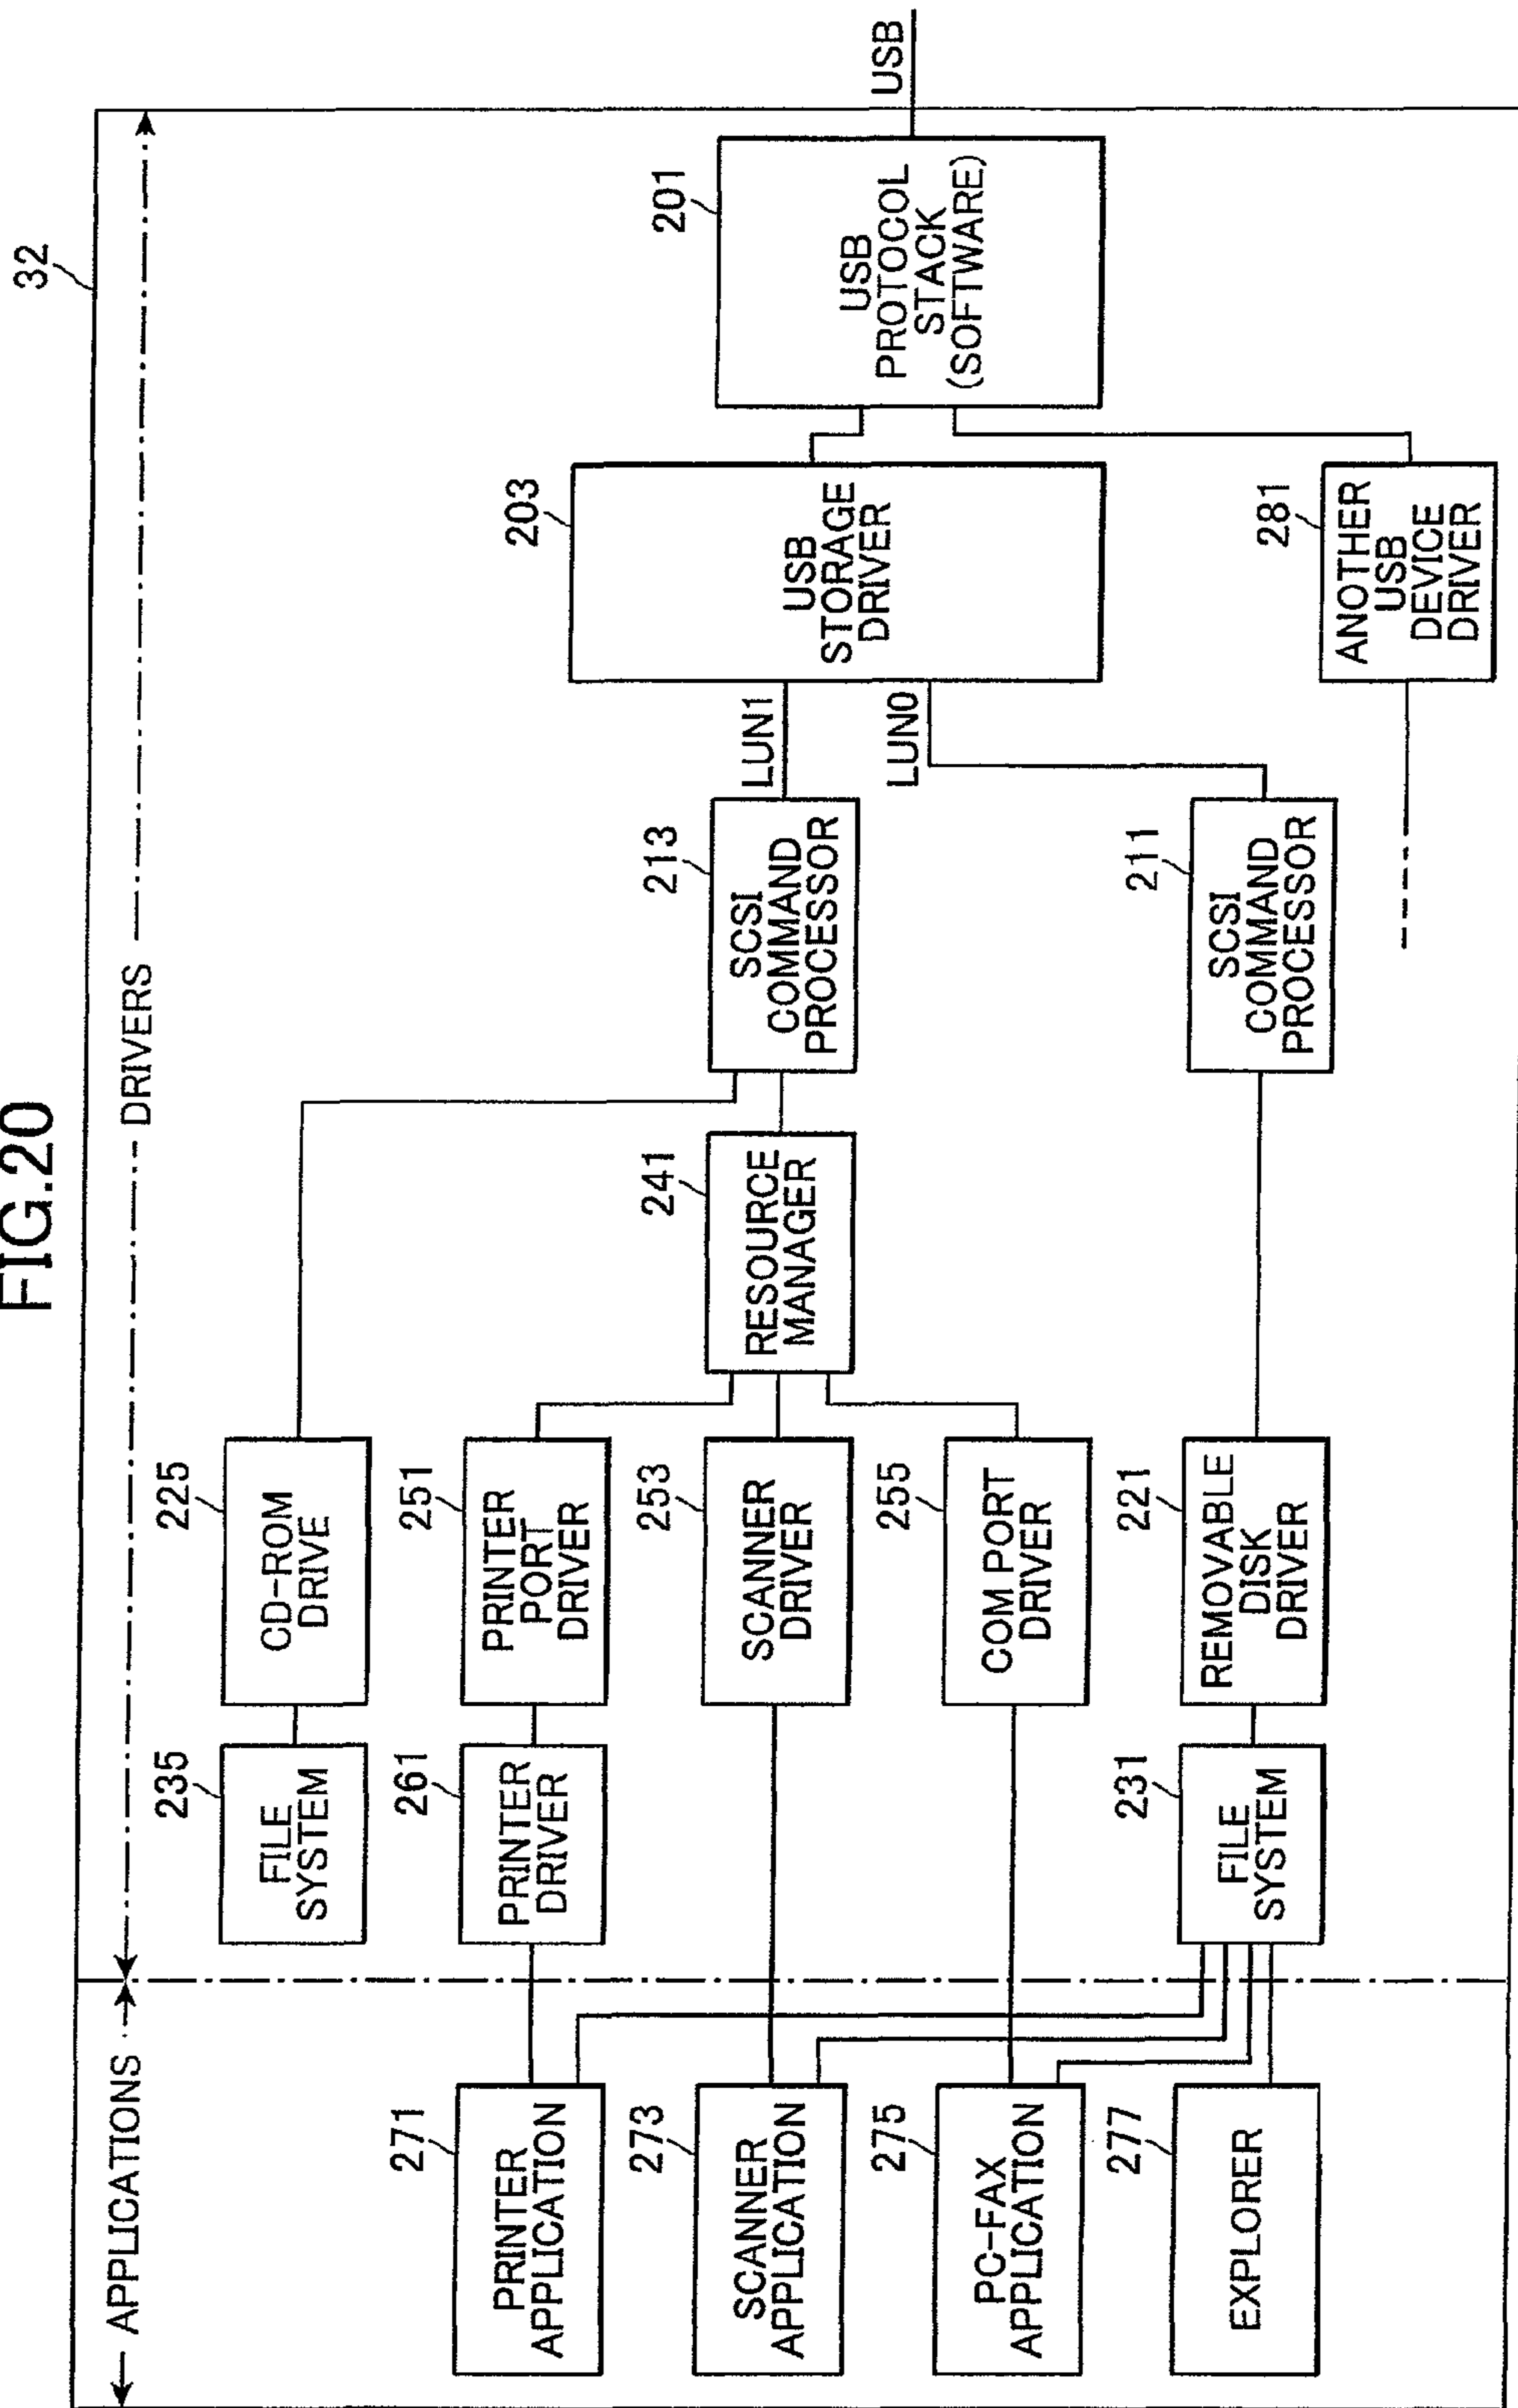 FIG.20
32
APPLICATIONS
DRIVERS
235
FILE
SYSTEM
225
CD-ROM
DRIVE
271
PRINTER
APPLICATION
261
PRINTER
DRIVER
251
PRINTER
PORT
DRIVER
273
SCANNER
APPLICATION
253
SCANNER
DRIVER
241
RESOURCE
MANAGER
213
SCSI
COMMAND
PROCESSOR
LUN1
LUN0
203
USB
STORAGE
DRIVER
201
USB
PROTOCOL
STACK
(SOFTWARE)
USB
275
PC-FAX
APPLICATION
255
COM PORT
DRIVER
277
EXPLORER
231
FILE
SYSTEM
221
REMOVABLE
DISK
DRIVER
211
SCSI
COMMAND
PROCESSOR
281
ANOTHER
USB
DEVICE
DRIVER